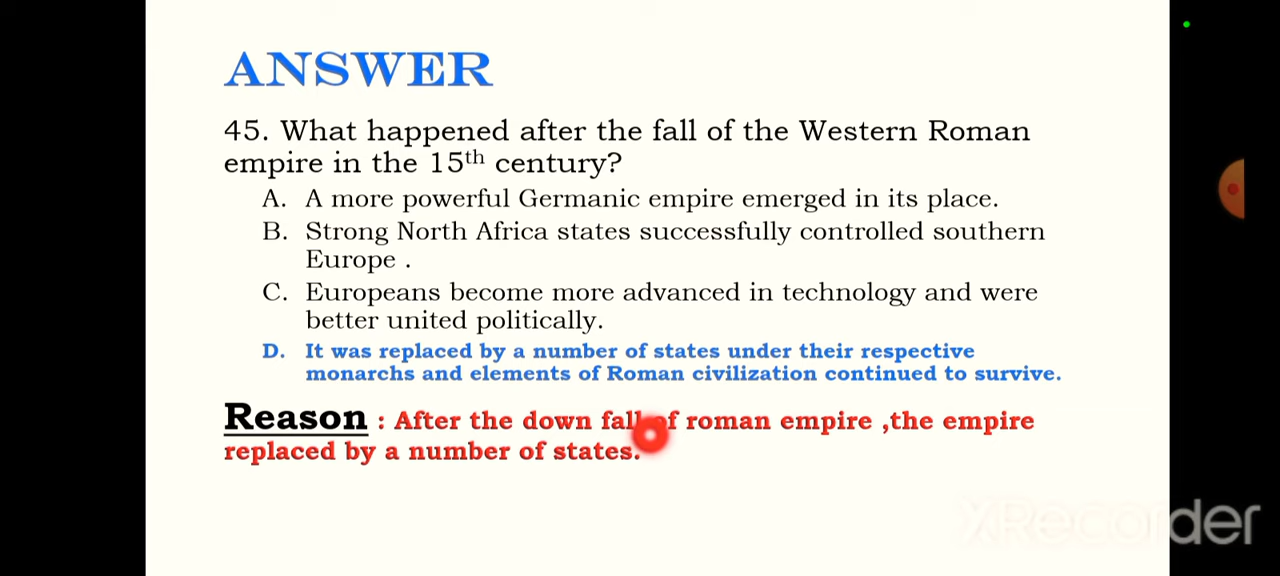 ANSWER
45. What happened after the fall of the Western Roman
empire in the 15th century?
A. A more powerful Germanic empire emerged in its place.
B. Strong North Africa states successfully controlled southern
Europe .
C. Europeans become more advanced in technology and were
better united politically.
D. It was replaced by a number of states under their respective
monarchs and elements of Roman civilization continued to survive.
Reason : After the down fall of roman empire ,the empire
replaced by a number of states.
XRecorder